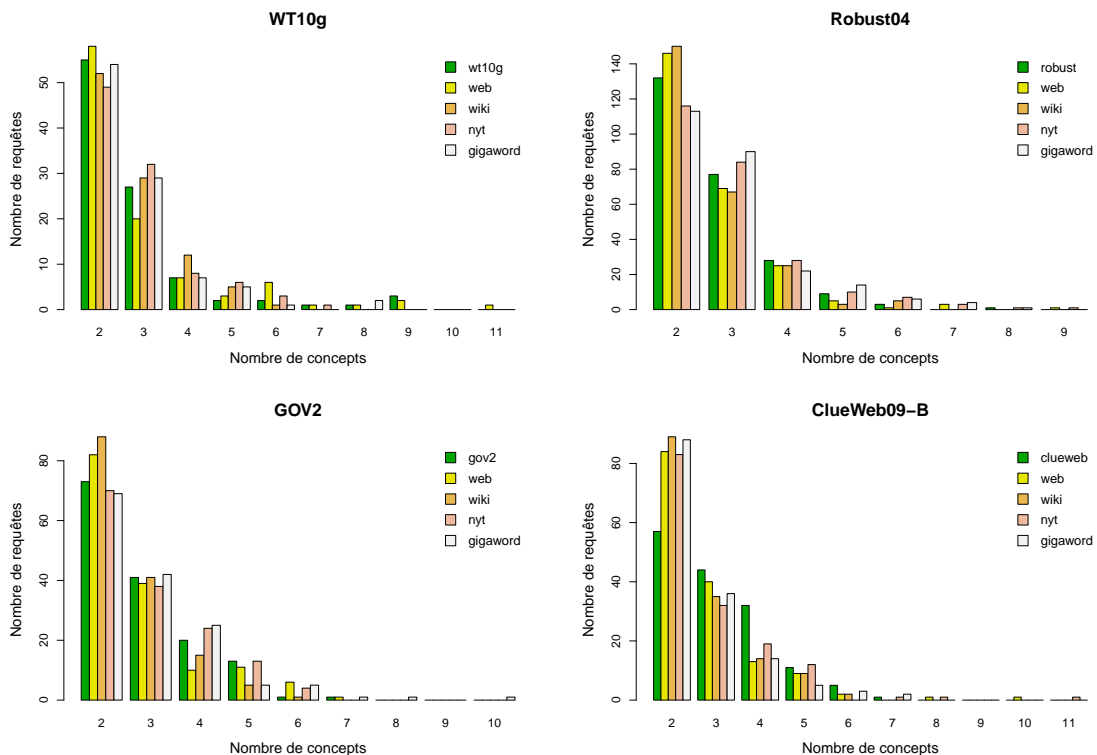 WT10g
Nombre de requêtes
0 10 20 30 40 50
wt10g
web
wiki
nyt
gigaword
2 3 4 5 6 7 8 9 10 11
Nombre de concepts
Robust04
Nombre de requêtes
0 20 40 60 80 100 120 140
robust
web
wiki
nyt
gigaword
2 3 4 5 6 7 8 9
Nombre de concepts
GOV2
Nombre de requêtes
0 20 40 60 80
gov2
web
wiki
nyt
gigaword
2 3 4 5 6 7 8 9 10
Nombre de concepts
ClueWeb09−B
Nombre de requêtes
0 20 40 60 80
clueweb
web
wiki
nyt
gigaword
2 3 4 5 6 7 8 9 10 11
Nombre de concepts